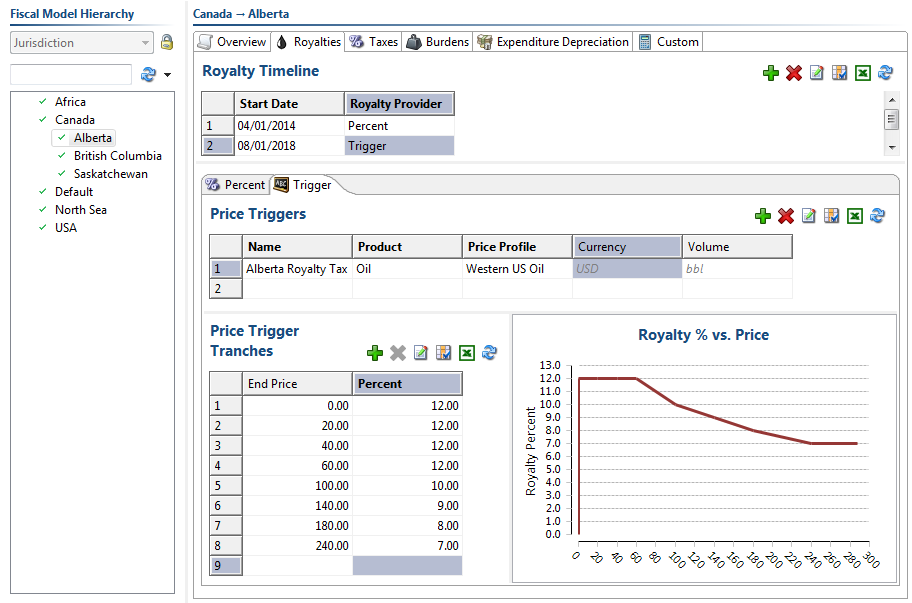 Fiscal Model Hierarchy
Jurisdiction
Africa
Canada
Alberta
British Columbia
Saskatchewan
Default
North Sea
USA
Canada → Alberta
Overview Royalties Taxes Burdens Expenditure Depreciation Custom
Royalty Timeline
Start Date Royalty Provider
1 04/01/2014 Percent
2 08/01/2018 Trigger
Percent ABC Trigger
Price Triggers
Name Product Price Profile Currency Volume
1 Alberta Royalty Tax Oil Western US Oil USD bbl
2
Price Trigger
Tranches
End Price Percent
1 0.00 12.00
2 20.00 12.00
3 40.00 12.00
4 60.00 12.00
5 100.00 10.00
6 140.00 9.00
7 180.00 8.00
8 240.00 7.00
9
Royalty % vs. Price
Royalty Percent
13.0
12.0
11.0
10.0
9.0
8.0
7.0
6.0
5.0
4.0
3.0
2.0
1.0
0.0
0 20 40 60 80 100 120 140 160 180 200 220 240 260 280 300